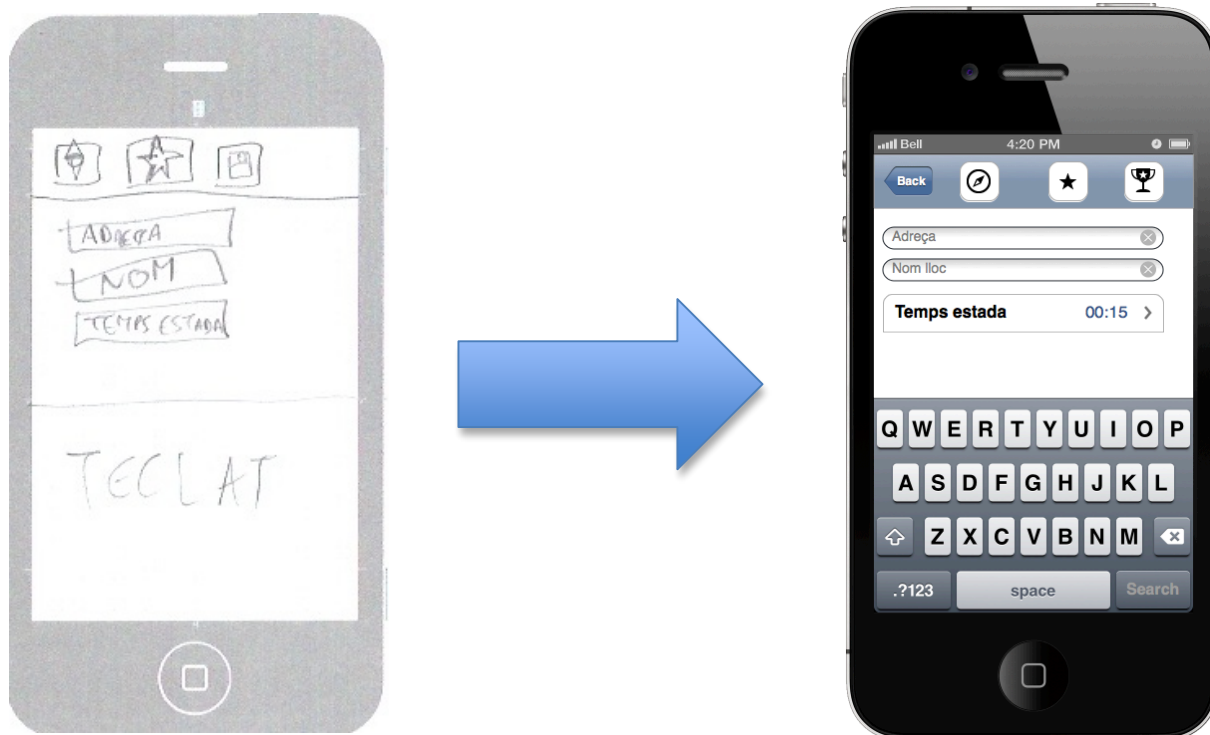 ADREÇA
NOM
TEMPS ESTADA
TECLAT
Bell 4:20 PM
Back
Adreça
Nom lloc
Temps estada 00:15
Q W E R T Y U I O P
A S D F G H J K L
Z X C V B N M
.?123 space Search